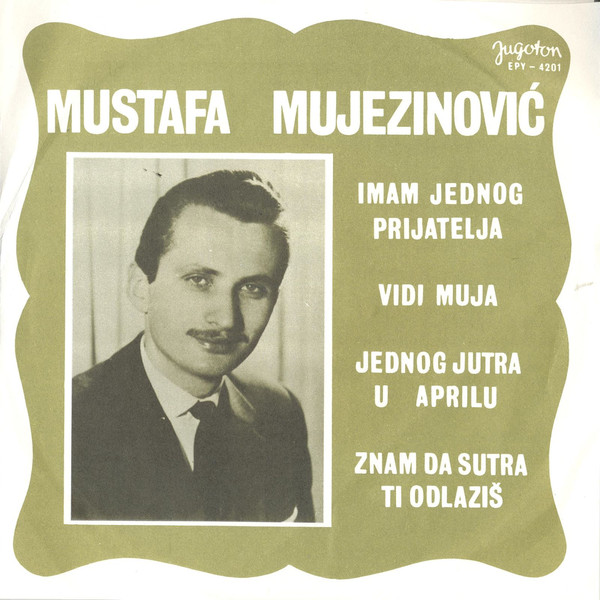 Jugoton
EPY – 4201
MUSTAFA MUJEZINOVIĆ
IMAM JEDNOG
PRIJATELJA
VIDI MUJA
JEDNOG JUTRA
U APRILU
ZNAM DA SUTRA
TI ODLAZIŠ